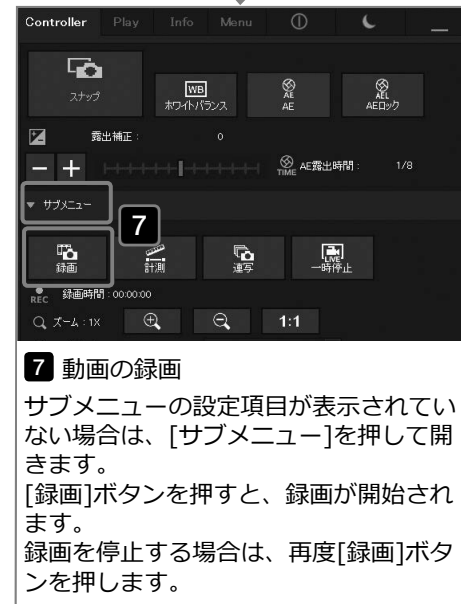 Controller Play Info Menu
スナップ
WB
ホワイトバランス
AE
AE
AEL
AEロック
露出補正： 0
TIME AE露出時間： 1/8
サブメニュー
7
録画
計測
連写
LIVE
一時停止
REC 録画時間：00:00:00
ズーム：1X 1:1
7 動画の録画
サブメニューの設定項目が表示されてい
ない場合は、[サブメニュー]を押して開
きます。
[録画]ボタンを押すと、録画が開始され
ます。
録画を停止する場合は、再度[録画]ボタ
ンを押します。